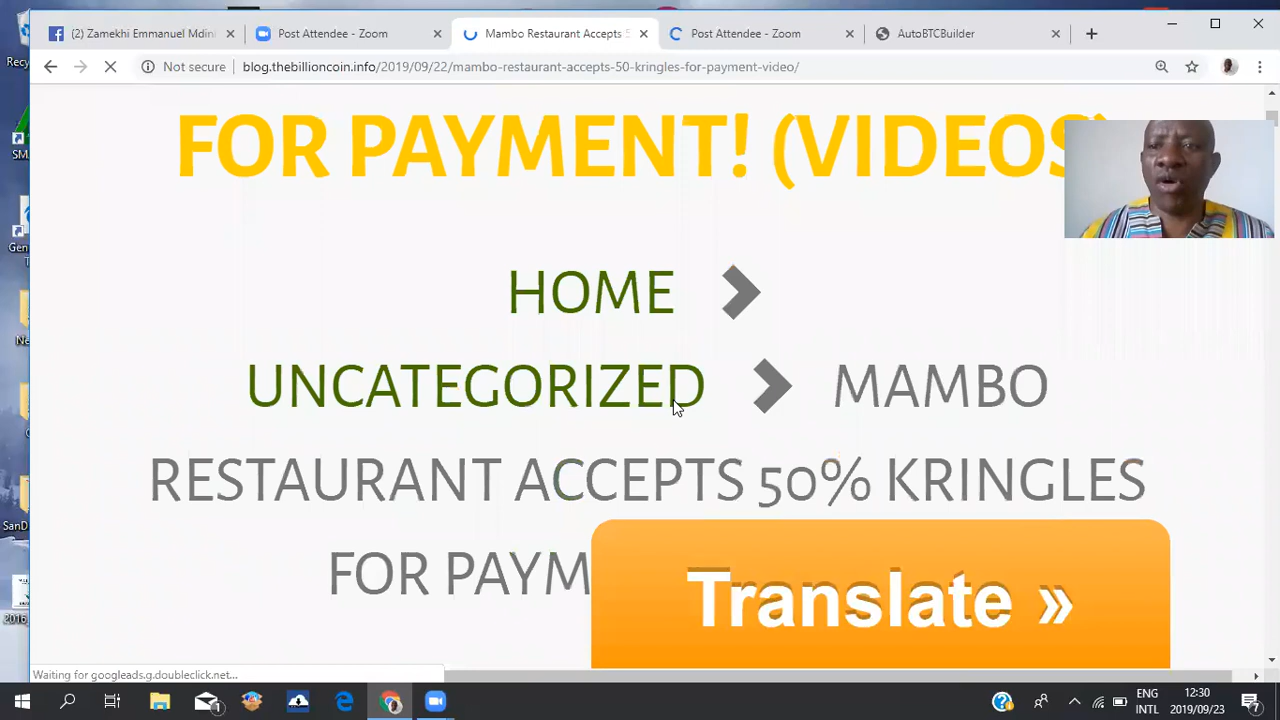 (2) Zamekhi Emmanuel Mdini
Post Attendee - Zoom
Mambo Restaurant Accepts 5
Post Attendee - Zoom
AutoBTCBuilder
Not secure
blog.thebillioncoin.info/2019/09/22/mambo-restaurant-accepts-50-kringles-for-payment-video/
FOR PAYMENT! (VIDEOS)
HOME
UNCATEGORIZED
MAMBO
RESTAURANT ACCEPTS 50% KRINGLES
FOR PAYM
Translate »
Waiting for googleads.g.doubleclick.net...
ENG
INTL
12:30
2019/09/23